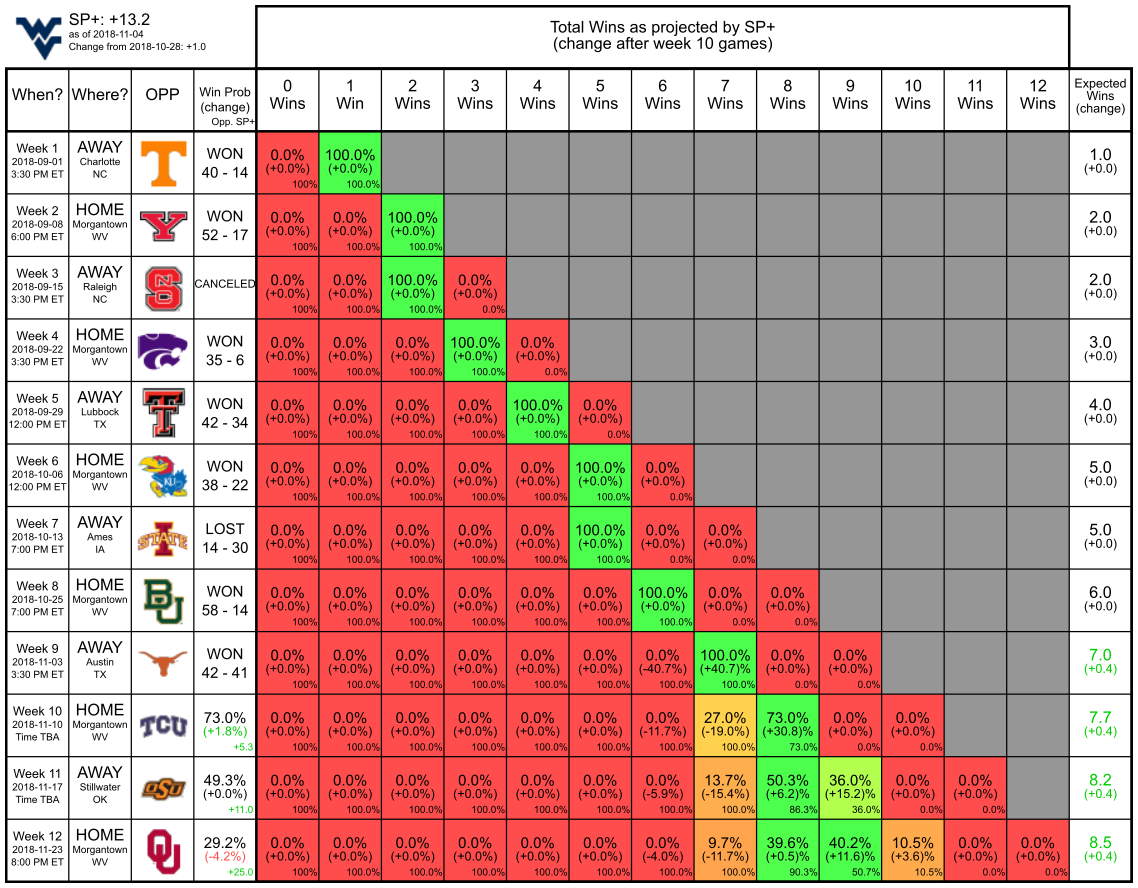 WV
SP+: +13.2
as of 2018-11-04
Change from 2018-10-28: +1.0
Total Wins as projected by SP+
(change after week 10 games)
When? Where? OPP Win Prob (change) Opp. SP+ 0 Wins 1 Win 2 Wins 3 Wins 4 Wins 5 Wins 6 Wins 7 Wins 8 Wins 9 Wins 10 Wins 11 Wins 12 Wins Expected Wins (change)
Week 1 AWAY T WON 0.0% 100.0% 1.0
2018-09-01 Charlotte (+0.0%) (+0.0%) (+0.0)
3:30 PM ET NC 40 - 14 100% 100.0%
Week 2 HOME Y WON 0.0% 0.0% 100.0% 2.0
2018-09-08 Morgantown (+0.0%) (+0.0%) (+0.0%) (+0.0)
6:00 PM ET WV 52 - 17 100% 100.0% 100.0%
Week 3 AWAY NCS CANCELED 0.0% 0.0% 100.0% 0.0% 2.0
2018-09-15 Raleigh (+0.0%) (+0.0%) (+0.0%) (+0.0%) (+0.0)
3:30 PM ET NC 100% 100.0% 100.0% 0.0%
Week 4 HOME WON 0.0% 0.0% 0.0% 100.0% 0.0% 3.0
2018-09-22 Morgantown (+0.0%) (+0.0%) (+0.0%) (+0.0%) (+0.0%) (+0.0)
3:30 PM ET WV 35 - 6 100% 100.0% 100.0% 100.0% 0.0%
Week 5 AWAY TT WON 0.0% 0.0% 0.0% 0.0% 100.0% 0.0% 4.0
2018-09-29 Lubbock (+0.0%) (+0.0%) (+0.0%) (+0.0%) (+0.0%) (+0.0%) (+0.0)
12:00 PM ET TX 42 - 34 100% 100.0% 100.0% 100.0% 100.0% 0.0%
Week 6 HOME KU WON 0.0% 0.0% 0.0% 0.0% 0.0% 100.0% 0.0% 5.0
2018-10-06 Morgantown (+0.0%) (+0.0%) (+0.0%) (+0.0%) (+0.0%) (+0.0%) (+0.0%) (+0.0)
12:00 PM ET WV 38 - 22 100% 100.0% 100.0% 100.0% 100.0% 100.0% 0.0%
Week 7 AWAY I STATE LOST 0.0% 0.0% 0.0% 0.0% 0.0% 100.0% 0.0% 0.0% 5.0
2018-10-13 Ames (+0.0%) (+0.0%) (+0.0%) (+0.0%) (+0.0%) (+0.0%) (+0.0%) (+0.0%) (+0.0)
7:00 PM ET IA 14 - 30 100% 100.0% 100.0% 100.0% 100.0% 100.0% 0.0% 0.0%
Week 8 HOME BU WON 0.0% 0.0% 0.0% 0.0% 0.0% 0.0% 100.0% 0.0% 0.0% 6.0
2018-10-25 Morgantown (+0.0%) (+0.0%) (+0.0%) (+0.0%) (+0.0%) (+0.0%) (+0.0%) (+0.0%) (+0.0%) (+0.0)
7:00 PM ET WV 58 - 14 100% 100.0% 100.0% 100.0% 100.0% 100.0% 100.0% 0.0% 0.0%
Week 9 AWAY WON 0.0% 0.0% 0.0% 0.0% 0.0% 0.0% 0.0% 100.0% 0.0% 0.0% 7.0
2018-11-03 Austin (+0.0%) (+0.0%) (+0.0%) (+0.0%) (+0.0%) (+0.0%) (-40.7%) (+40.7)% (+0.0%) (+0.0%) (+0.4)
3:30 PM ET TX 42 - 41 100% 100.0% 100.0% 100.0% 100.0% 100.0% 100.0% 100.0% 0.0% 0.0%
Week 10 HOME TCU 73.0% 0.0% 0.0% 0.0% 0.0% 0.0% 0.0% 0.0% 27.0% 73.0% 0.0% 0.0% 7.7
2018-11-10 Morgantown (+1.8%) (+0.0%) (+0.0%) (+0.0%) (+0.0%) (+0.0%) (+0.0%) (-11.7%) (-19.0%) (+30.8)% (+0.0%) (+0.0%) (+0.4)
Time TBA WV +5.3 100% 100.0% 100.0% 100.0% 100.0% 100.0% 100.0% 100.0% 73.0% 0.0% 0.0%
Week 11 AWAY OSU 49.3% 0.0% 0.0% 0.0% 0.0% 0.0% 0.0% 0.0% 13.7% 50.3% 36.0% 0.0% 0.0% 8.2
2018-11-17 Stillwater (+0.0%) (+0.0%) (+0.0%) (+0.0%) (+0.0%) (+0.0%) (+0.0%) (-5.9%) (-15.4%) (+6.2)% (+15.2)% (+0.0%) (+0.0%) (+0.4)
Time TBA OK +11.0 100% 100.0% 100.0% 100.0% 100.0% 100.0% 100.0% 100.0% 86.3% 36.0% 0.0% 0.0%
Week 12 HOME OU 29.2% 0.0% 0.0% 0.0% 0.0% 0.0% 0.0% 0.0% 9.7% 39.6% 40.2% 10.5% 0.0% 0.0% 8.5
2018-11-23 Morgantown (-4.2%) (+0.0%) (+0.0%) (+0.0%) (+0.0%) (+0.0%) (+0.0%) (-4.0%) (-11.7%) (+0.5)% (+11.6)% (+3.6)% (+0.0%) (+0.0%) (+0.4)
8:00 PM ET WV +25.0 100% 100.0% 100.0% 100.0% 100.0% 100.0% 100.0% 100.0% 90.3% 50.7% 10.5% 0.0% 0.0%